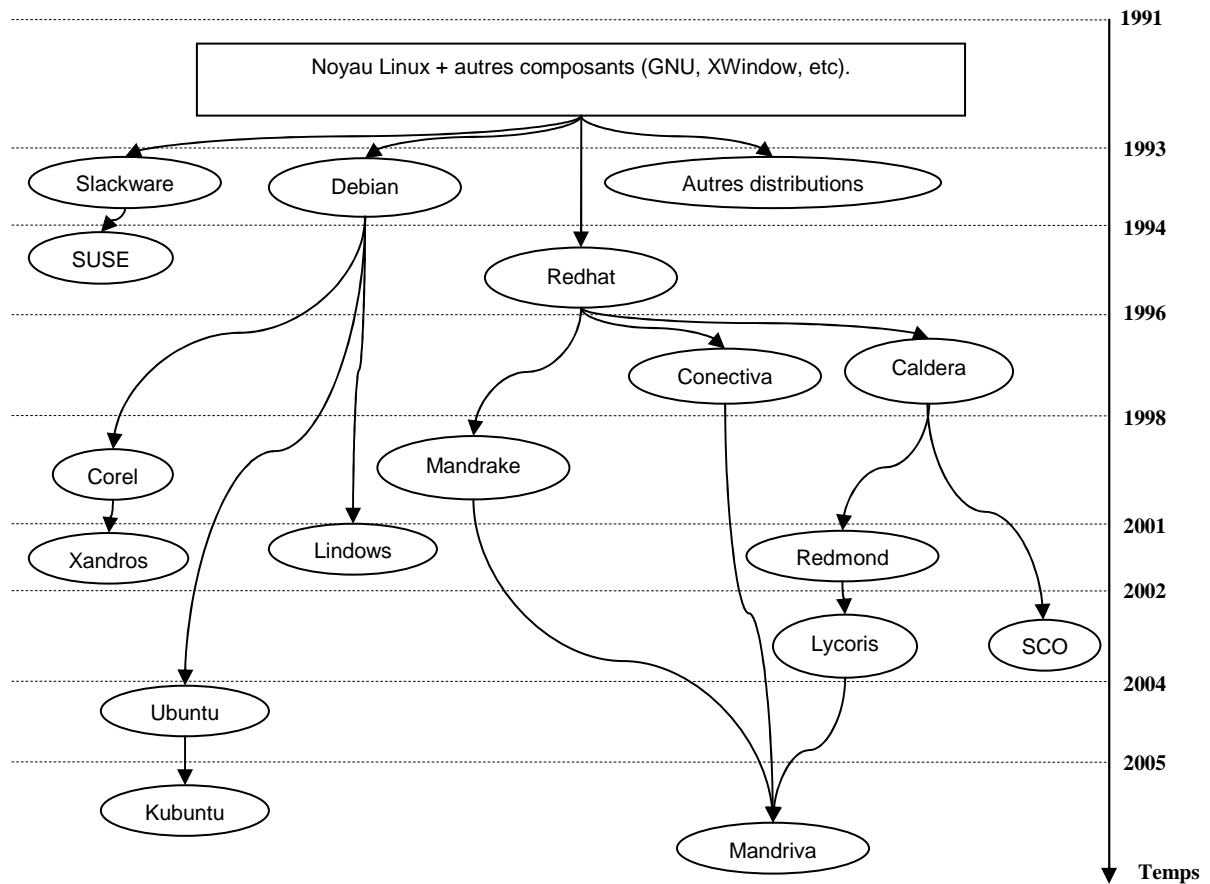 1991
Noyau Linux + autres composants (GNU, XWindow, etc).
1993
Slackware
Debian
Autres distributions
1994
SUSE
Redhat
1996
Conectiva
Caldera
1998
Corel
Mandrake
2001
Xandros
Lindows
Redmond
2002
Lycoris
SCO
2004
Ubuntu
2005
Kubuntu
Mandriva
Temps